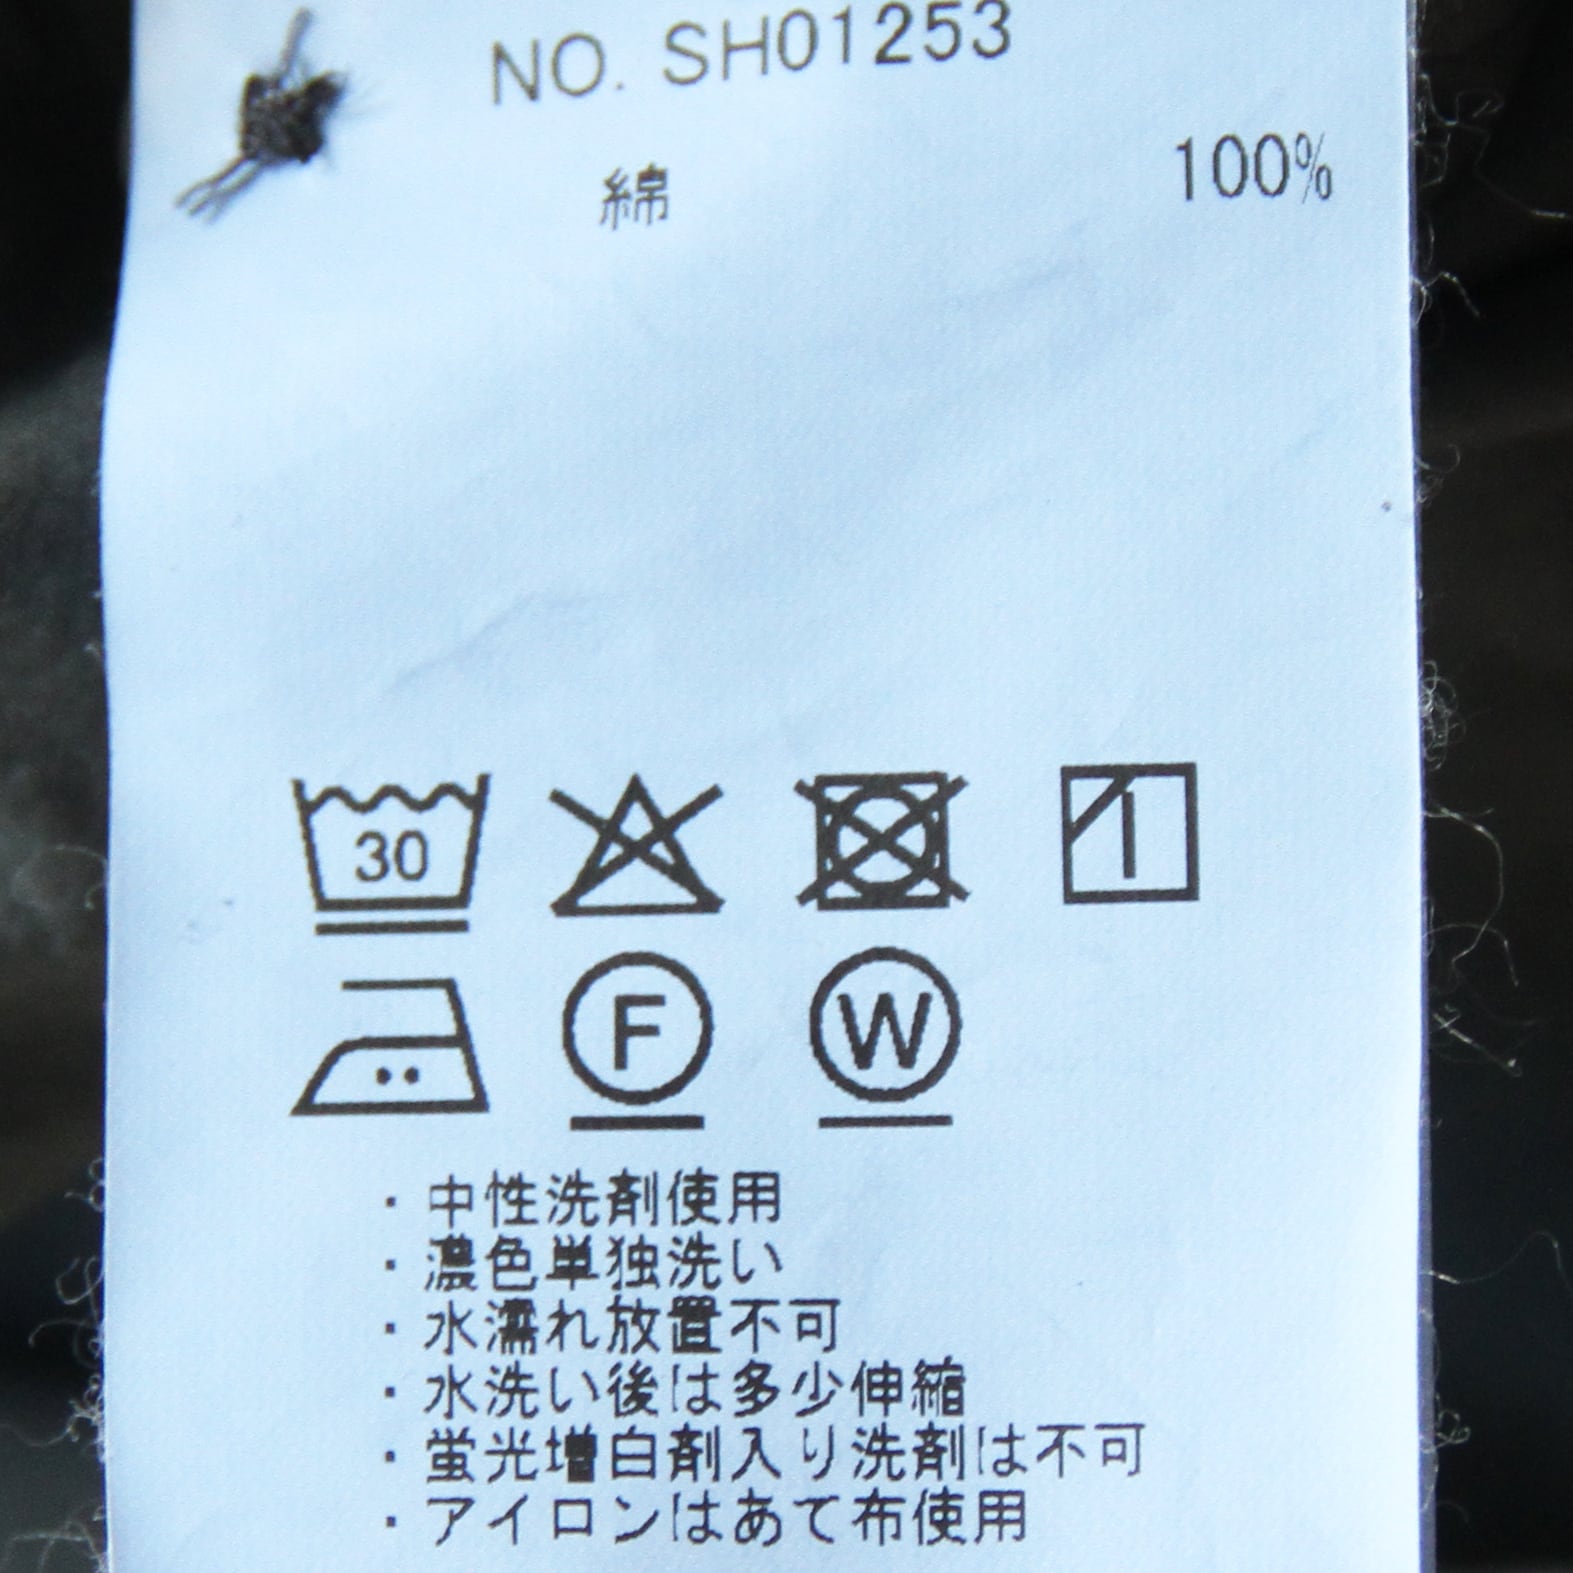 NO. SH01253
綿 100%
30
F W
・中性洗剤使用
・濃色単独洗い
・水濡れ放置不可
・水洗い後は多少伸縮
・蛍光増白剤入り洗剤は不可
・アイロンはあて布使用